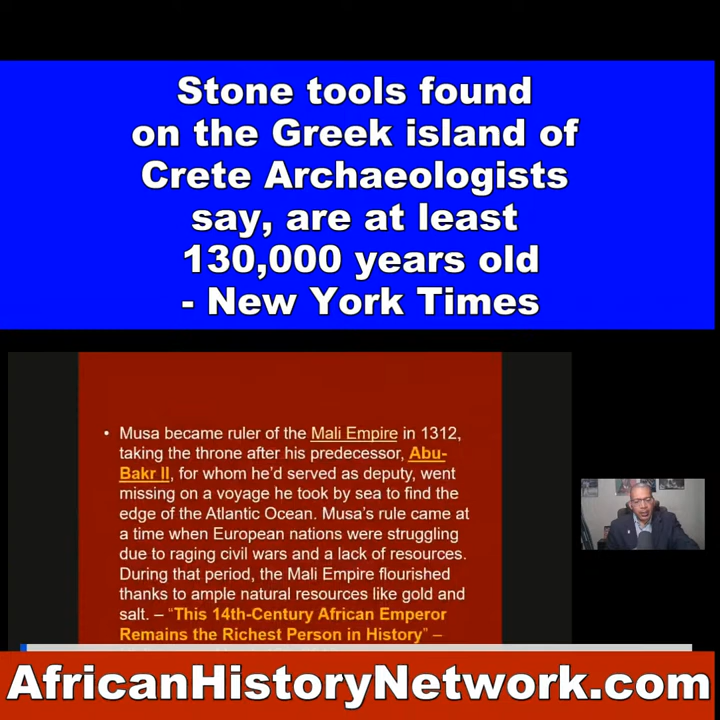 Stone tools found
on the Greek island of
Crete Archaeologists
say, are at least
130,000 years old
- New York Times
• Musa became ruler of the Mali Empire in 1312,
taking the throne after his predecessor, Abu-
Bakr II, for whom he'd served as deputy, went
missing on a voyage he took by sea to find the
edge of the Atlantic Ocean. Musa's rule came at
a time when European nations were struggling
due to raging civil wars and a lack of resources.
During that period, the Mali Empire flourished
thanks to ample natural resources like gold and
salt. – "This 14th-Century African Emperor
Remains the Richest Person in History" –
AfricanHistoryNetwork.com